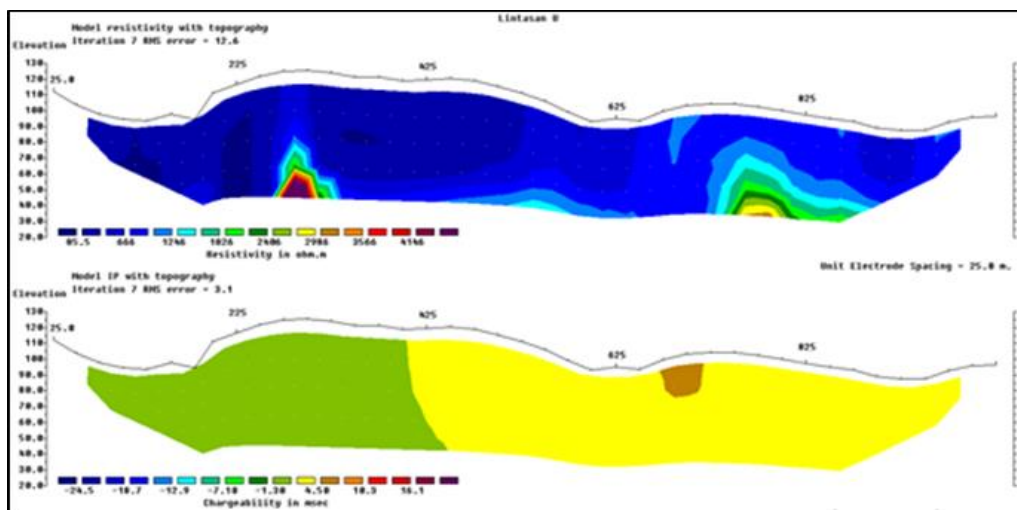 Lintasan 8
Model resistivity with topography
Iteration 7 RMS error = 12.6
Elevation
130
120
110
100
90.0
80.0
70.0
60.0
50.0
40.0
30.0
20.0
25.0
225
425
625
825
85.5 666 1246 1826 2406 2986 3566 4146
Resistivity in ohm.m
Unit Electrode Spacing = 25.0 m.
Model IP with topography
Iteration 7 RMS error = 3.1
Elevation
130
120
110
100
90.0
80.0
70.0
60.0
50.0
40.0
30.0
20.0
25.0
225
425
625
825
-24.5 -18.7 -12.9 -7.10 -1.30 4.50 10.3 16.1
Chargeability in msec